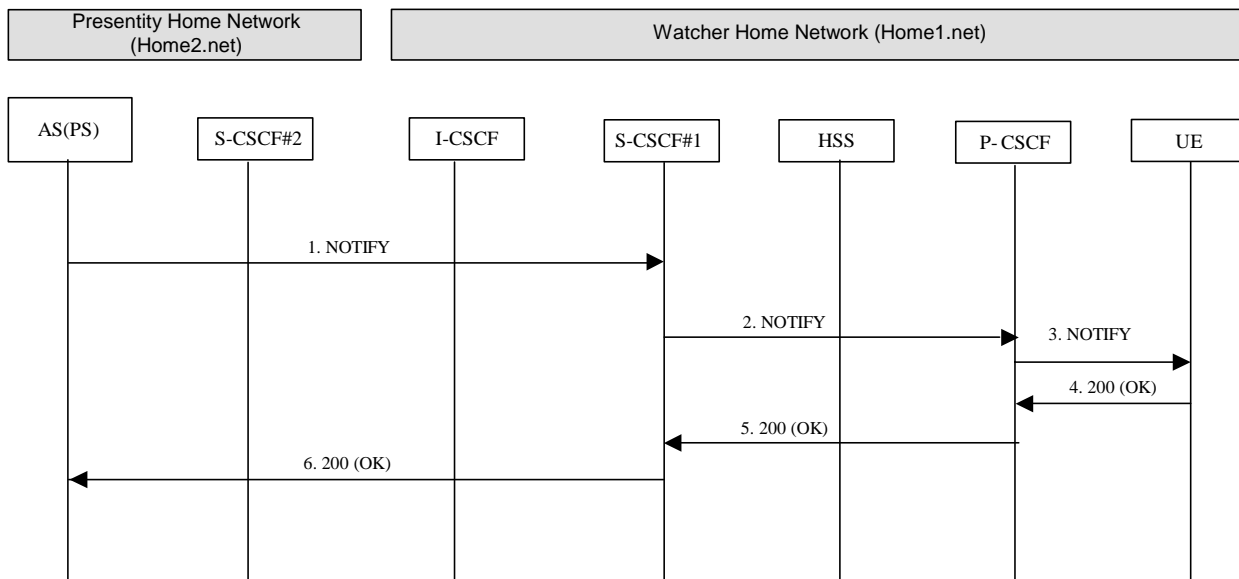 Presentity Home Network
(Home2.net)
Watcher Home Network (Home1.net)
AS(PS)
S-CSCF#2
I-CSCF
S-CSCF#1
HSS
P- CSCF
UE
1. NOTIFY
2. NOTIFY
3. NOTIFY
4. 200 (OK)
5. 200 (OK)
6. 200 (OK)